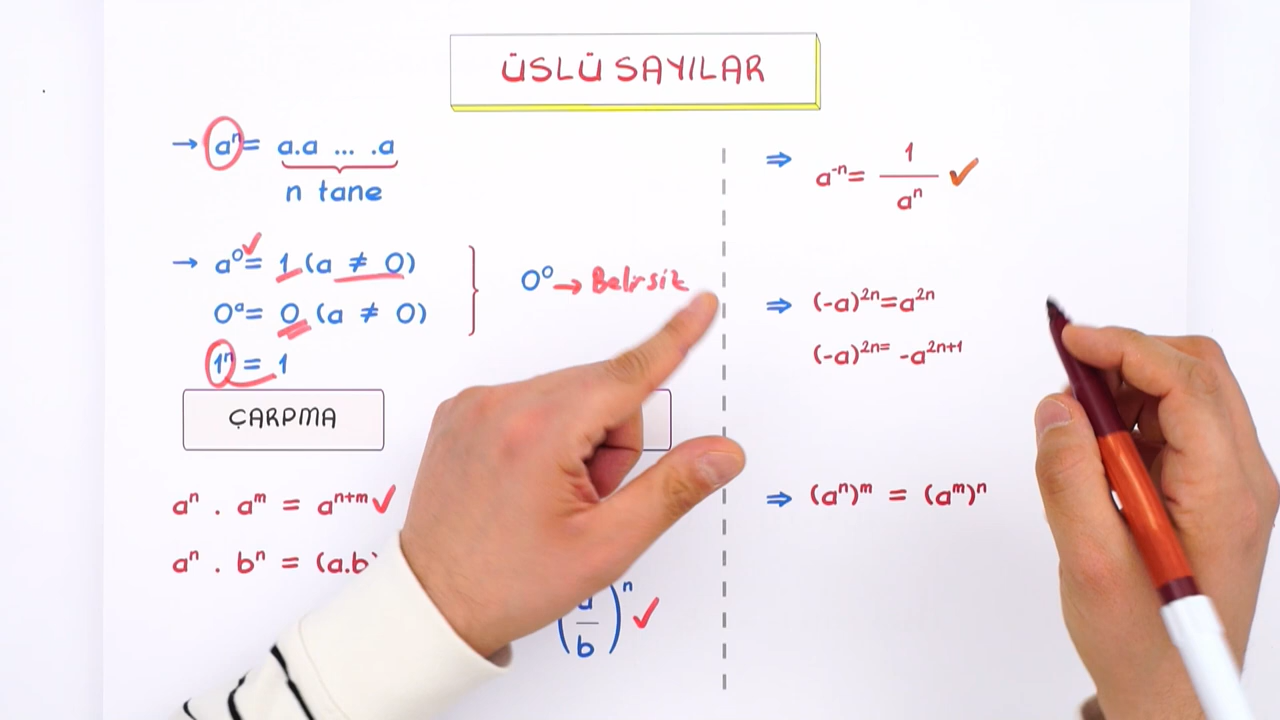 ÜSLÜ SAYILAR
→ aⁿ = a.a ... .a
n tane
→ a⁰ = 1 (a ≠ 0)
0ᵃ = 0 (a ≠ 0)
1ⁿ = 1
0⁰ → Belirsiz
ÇARPMA
aⁿ . aᵐ = aⁿ⁺ᵐ ✓
aⁿ . bⁿ = (a.b
b
)ⁿ ✓
⇒ a⁻ⁿ = 1/aⁿ ✓
⇒ (-a)²ⁿ=a²ⁿ
(-a)²ⁿ⁼ -a²ⁿ⁺¹
⇒ (aⁿ)ᵐ = (aᵐ)ⁿ